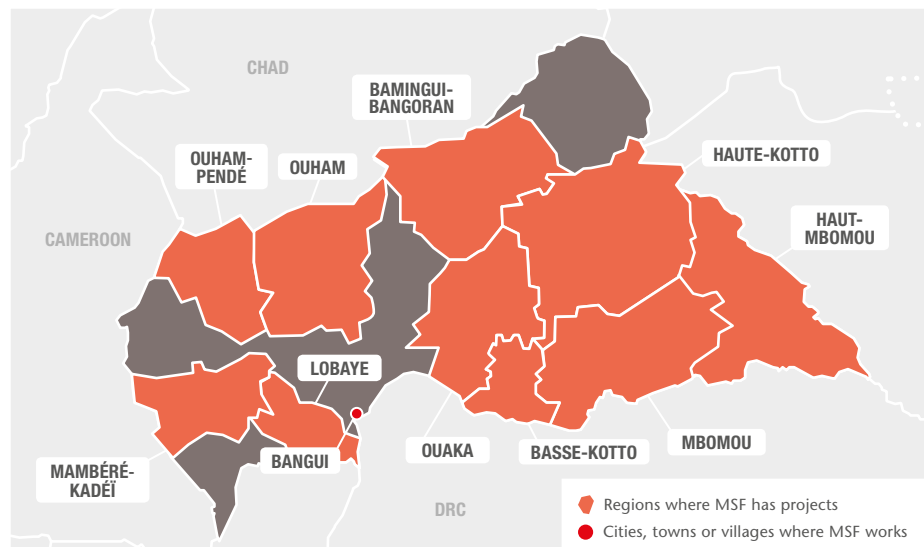 CHAD
BAMINGUI-
BANGORAN
OUHAM-
PENDÉ
OUHAM
HAUTE-KOTTO
HAUT-
MBOMOU
CAMEROON
LOBAYE
MAMBÉRÉ-
KADÉÏ
BANGUI
OUAKA
BASSE-KOTTO
MBOMOU
DRC
Regions where MSF has projects
Cities, towns or villages where MSF works